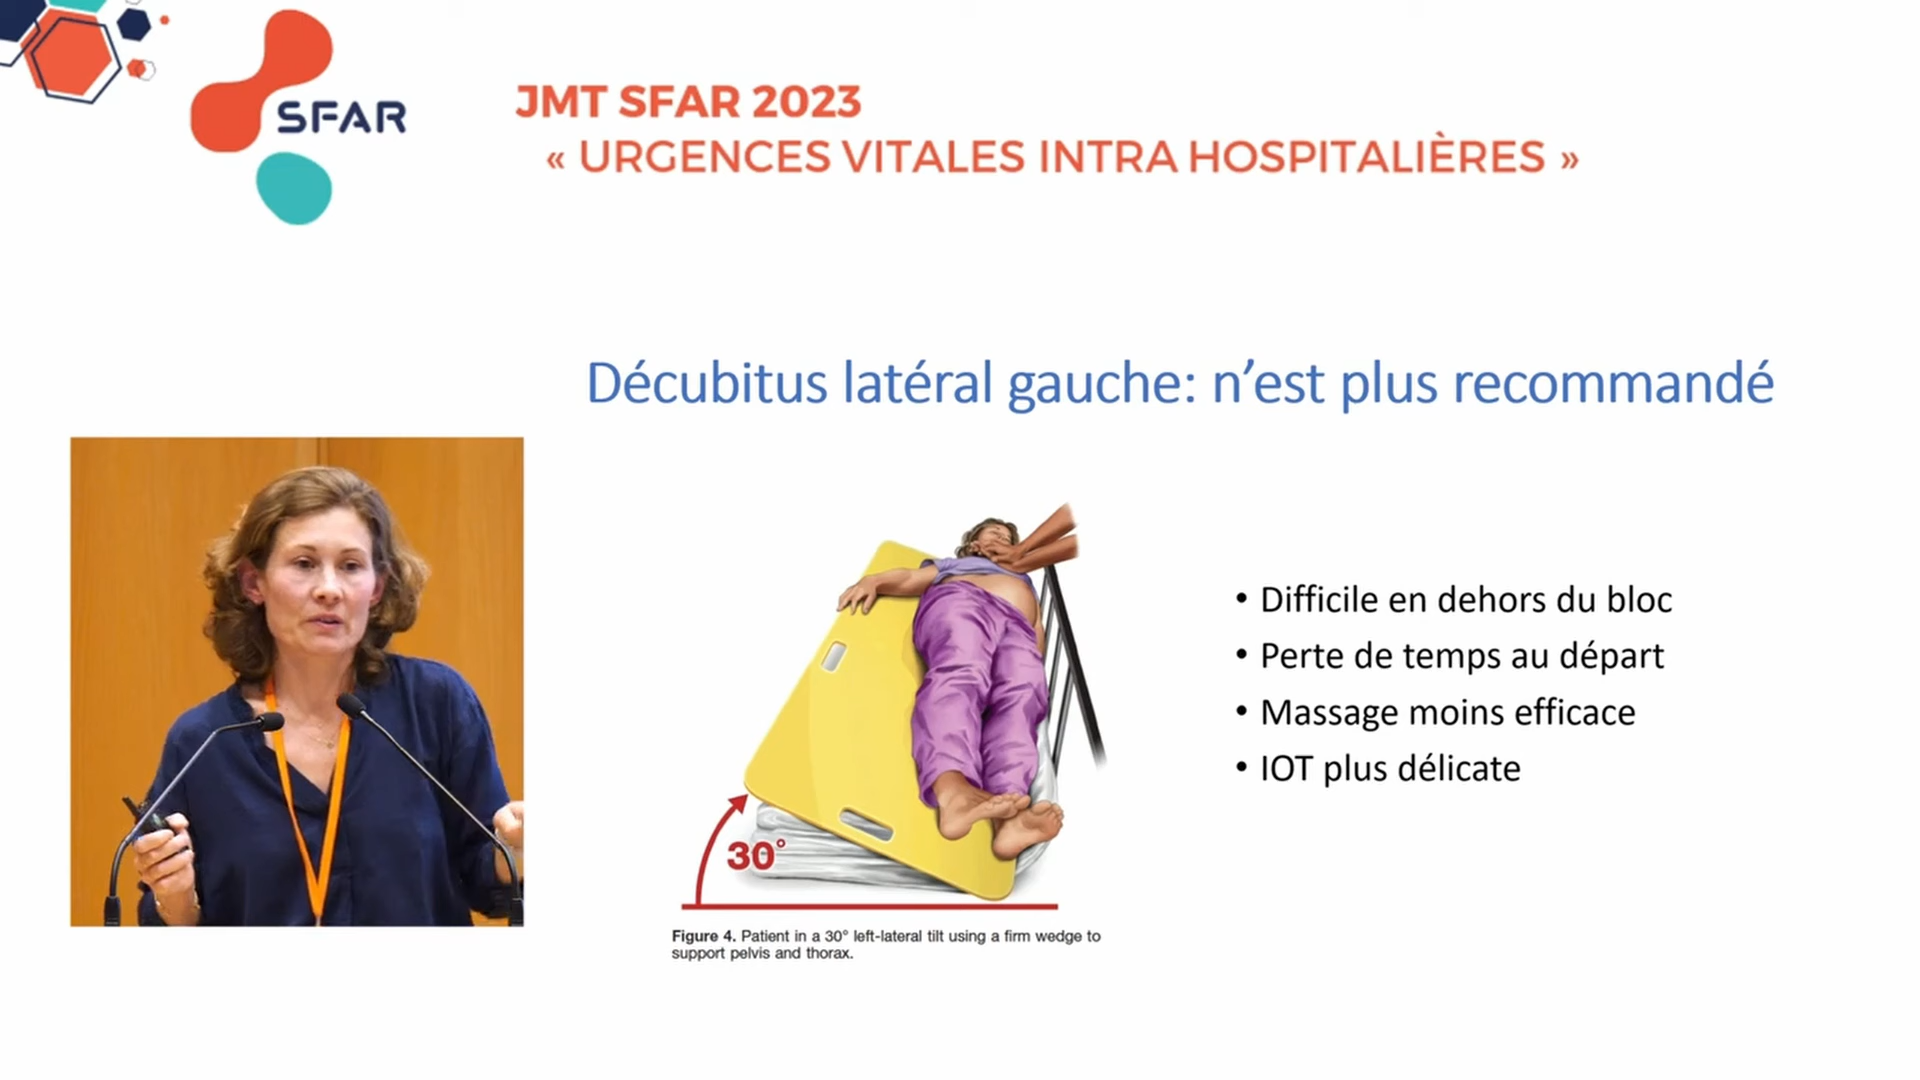 SFAR
JMT SFAR 2023
« URGENCES VITALES INTRA HOSPITALIÈRES »
Décubitus latéral gauche: n’est plus recommandé
• Difficile en dehors du bloc
• Perte de temps au départ
• Massage moins efficace
• IOT plus délicate
30°
Figure 4. Patient in a 30° left-lateral tilt using a firm wedge to
support pelvis and thorax.